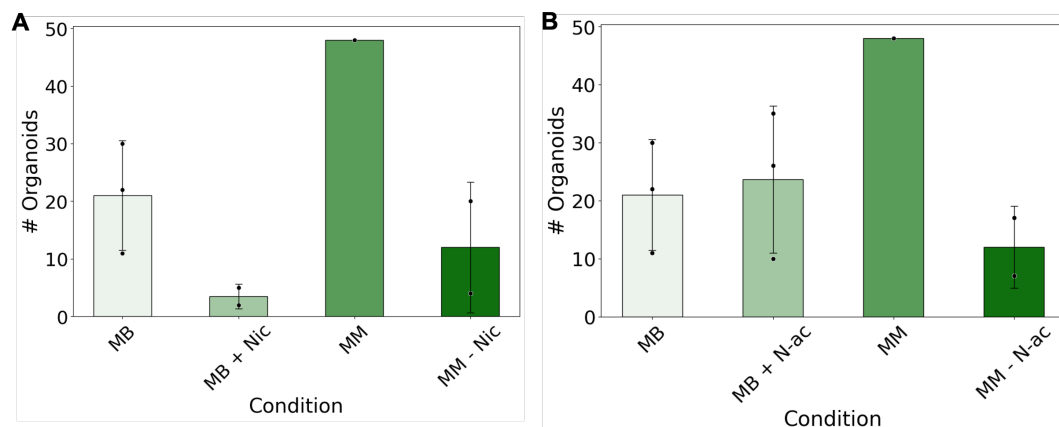 A
# Organoids
50
40
30
20
10
0
MB
MB + Nic
MM
MM - Nic
Condition
B
# Organoids
50
40
30
20
10
0
MB
MB + N-ac
MM
MM - N-ac
Condition